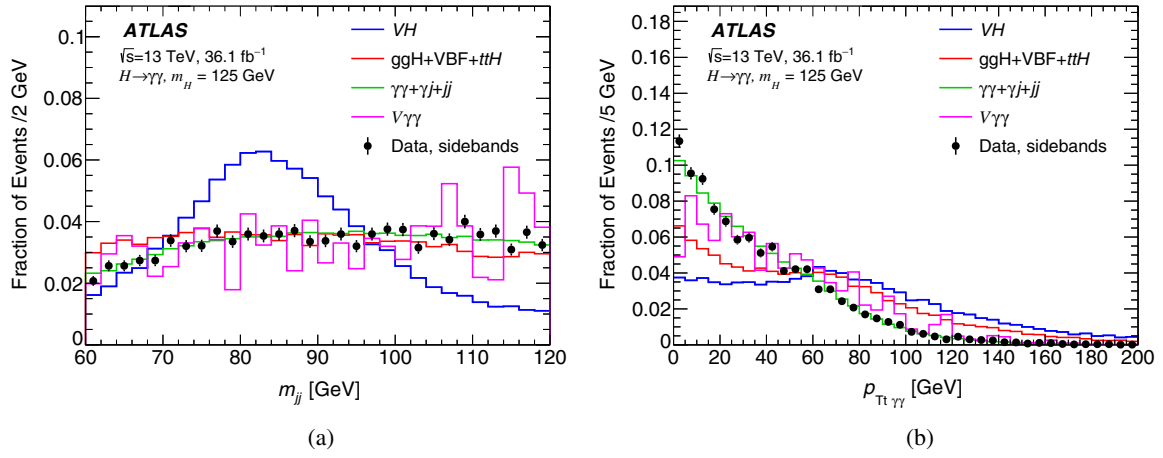 ATLAS
√s=13 TeV, 36.1 fb⁻¹
H→γγ, m_H = 125 GeV
VH
ggH+VBF+ttH
γγ+γj+jj
Vγγ
Data, sidebands
Fraction of Events /2 GeV
0.1
0.08
0.06
0.04
0.02
0
60 70 80 90 100 110 120
m_jj [GeV]
(a)
ATLAS
√s=13 TeV, 36.1 fb⁻¹
H→γγ, m_H = 125 GeV
VH
ggH+VBF+ttH
γγ+γj+jj
Vγγ
Data, sidebands
Fraction of Events /5 GeV
0.18
0.16
0.14
0.12
0.1
0.08
0.06
0.04
0.02
0
0 20 40 60 80 100 120 140 160 180 200
p_Tt γγ [GeV]
(b)